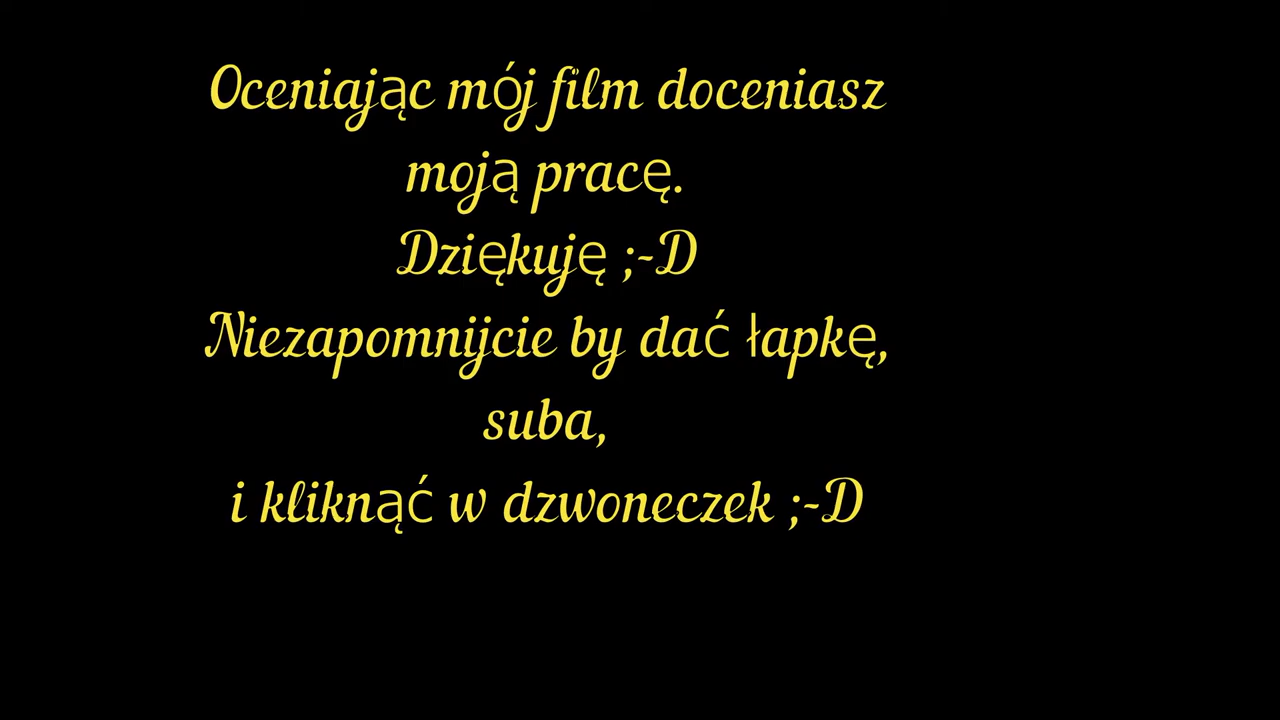 Oceniając mój film doceniasz
moją pracę.
Dziękuję ;-D
Niezapomnijcie by dać łapkę,
suba,
i kliknąć w dzwoneczek ;-D